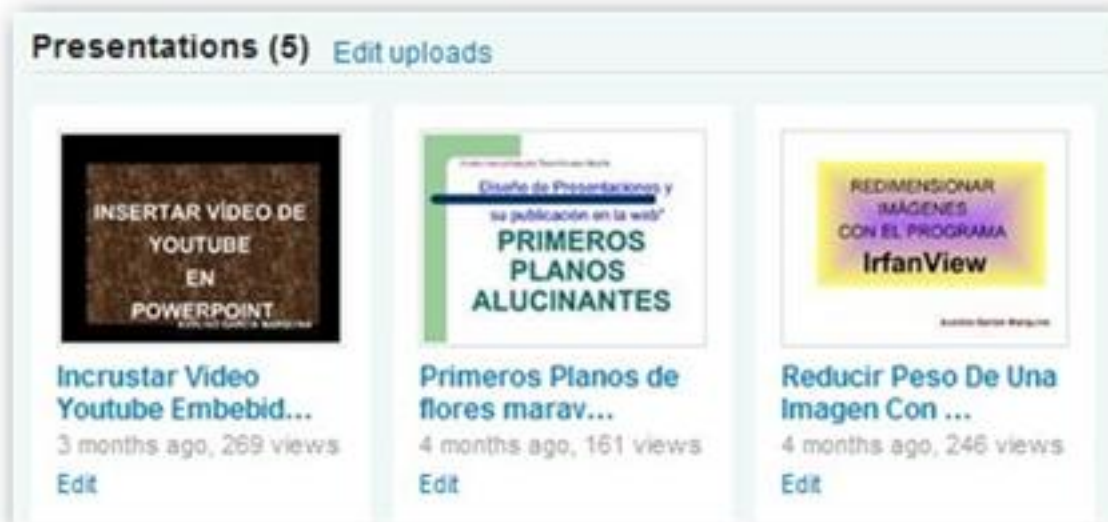 Presentations (5) Edit uploads
INSERTAR VÍDEO DE
YOUTUBE
EN
POWERPOINT
Diseño de Presentaciones y
su publicación en la web"
PRIMEROS
PLANOS
ALUCINANTES
REDIMENSIONAR
IMÁGENES
CON EL PROGRAMA
IrfanView
Incrustar Video
Youtube Embebid...
3 months ago, 269 views
Edit
Primeros Planos de
flores marav...
4 months ago, 161 views
Edit
Reducir Peso De Una
Imagen Con ...
4 months ago, 246 views
Edit